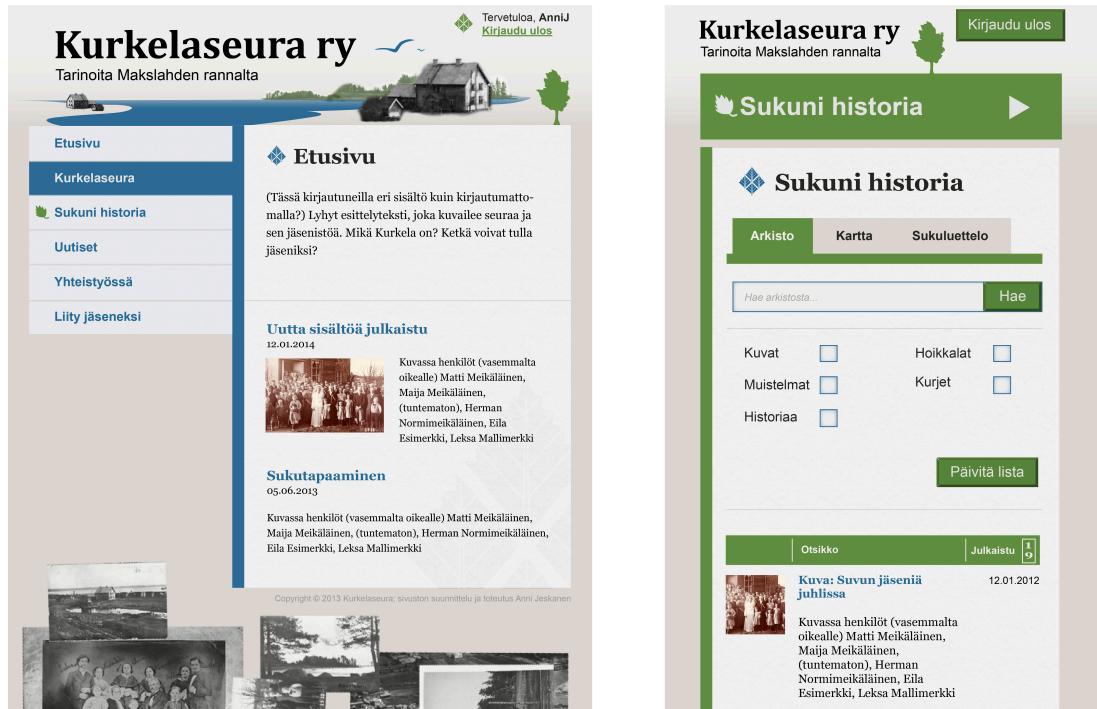 Tervetuloa, AnniJ
Kirjaudu ulos
Kurkelaseura ry
Tarinoita Makslahden rannalta
Etusivu
Kurkelaseura
Sukuni historia
Uutiset
Yhteistyössä
Liity jäseneksi
Etusivu
(Tässä kirjautuneilla eri sisältö kuin kirjautumatto-
malla?) Lyhyt esittelyteksti, joka kuvailee seuraa ja
sen jäsenistöä. Mikä Kurkela on? Ketkä voivat tulla
jäseniksi?
Uutta sisältöä julkaistu
12.01.2014
Kuvassa henkilöt (vasemmalta
oikealle) Matti Meikäläinen,
Maija Meikäläinen,
(tuntematon), Herman
Normimeikäläinen, Eila
Esimerkki, Leksa Mallimerkki
Sukutapaaminen
05.06.2013
Kuvassa henkilöt (vasemmalta oikealle) Matti Meikäläinen,
Maija Meikäläinen, (tuntematon), Herman Normimeikäläinen,
Eila Esimerkki, Leksa Mallimerkki
Copyright © 2013 Kurkelaseura; sivuston suunnittelu ja toteutus Anni Jeskanen
Kurkelaseura ry
Tarinoita Makslahden rannalta
Kirjaudu ulos
Sukuni historia
Sukuni historia
Arkisto Kartta Sukuluettelo
Hae arkistosta... Hae
Kuvat Hoikkalat
Muistelmat Kurjet
Historiaa
Päivitä lista
Otsikko Julkaistu 19
Kuva: Suvun jäseniä 12.01.2012
juhlissa
Kuvassa henkilöt (vasemmalta
oikealle) Matti Meikäläinen,
Maija Meikäläinen,
(tuntematon), Herman
Normimeikäläinen, Eila
Esimerkki, Leksa Mallimerkki